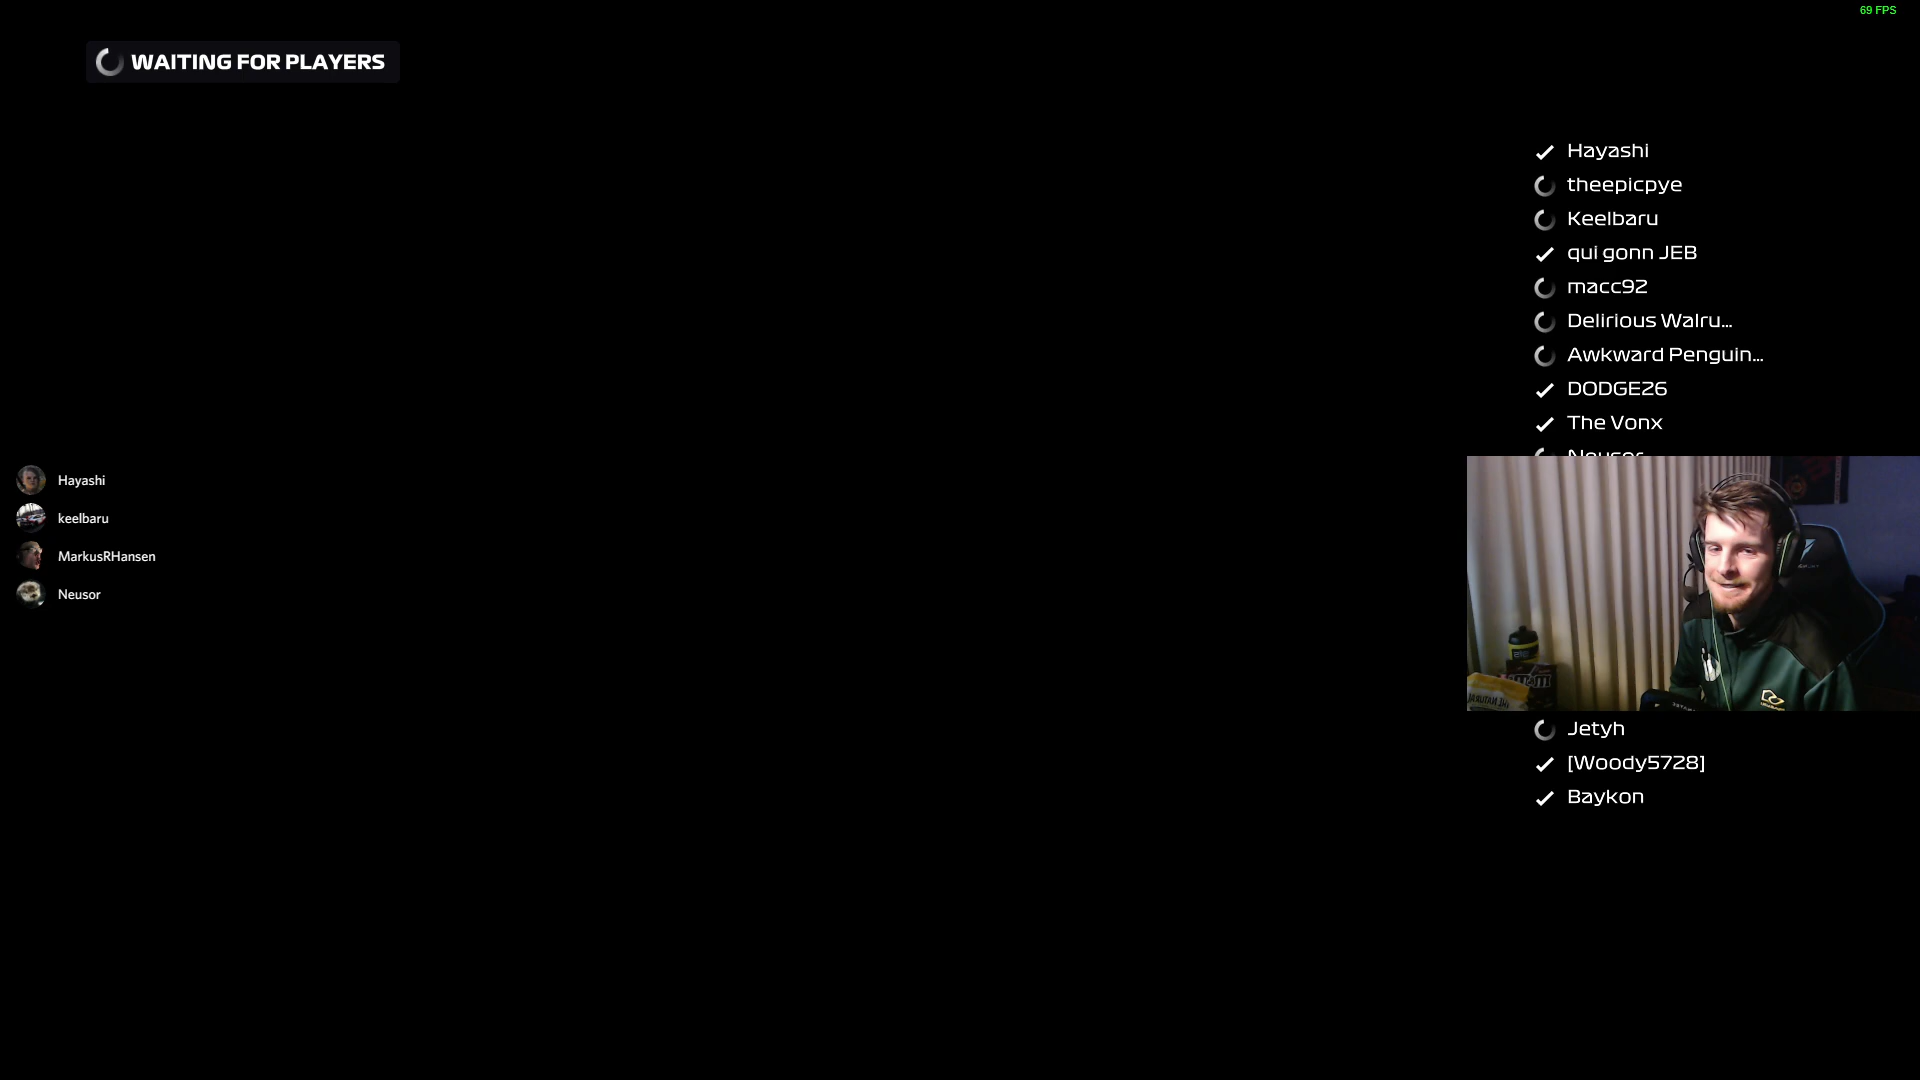 69 FPS
WAITING FOR PLAYERS
Hayashi
theepicpye
Keelbaru
qui gonn JEB
macc92
Delirious Walru...
Awkward Penguin...
DODGE26
The Vonx
Neusor
Hayashi
keelbaru
MarkusRHansen
Neusor
Jetyh
[Woody5728]
Baykon